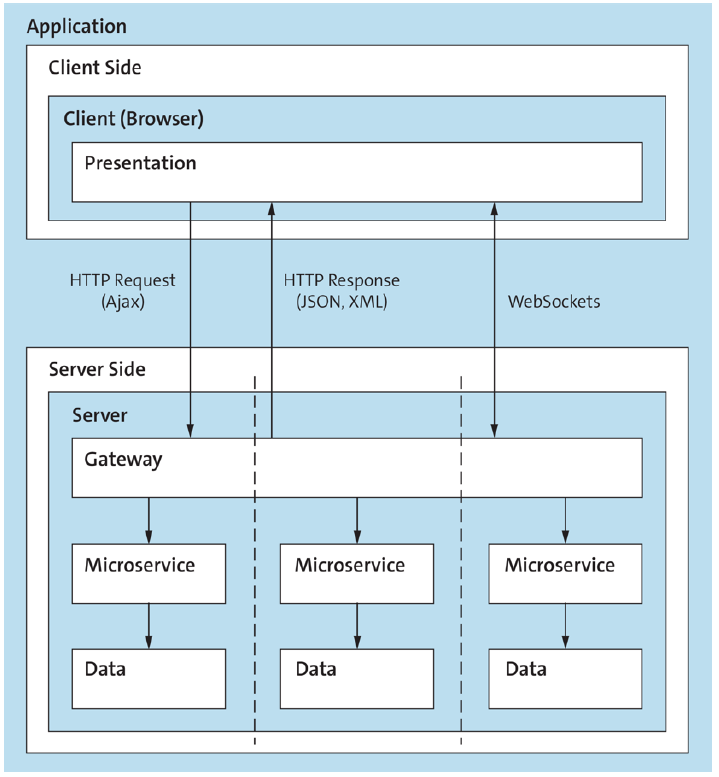 Application
Client Side
Client (Browser)
Presentation
HTTP Request
(Ajax)
HTTP Response
(JSON, XML)
WebSockets
Server Side
Server
Gateway
Microservice
Microservice
Microservice
Data
Data
Data